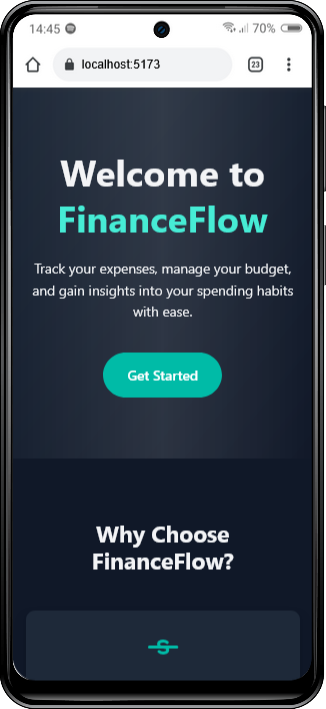 14:45 70%
localhost:5173 23
Welcome to
FinanceFlow
Track your expenses, manage your budget,
and gain insights into your spending habits
with ease.
Get Started
Why Choose
FinanceFlow?